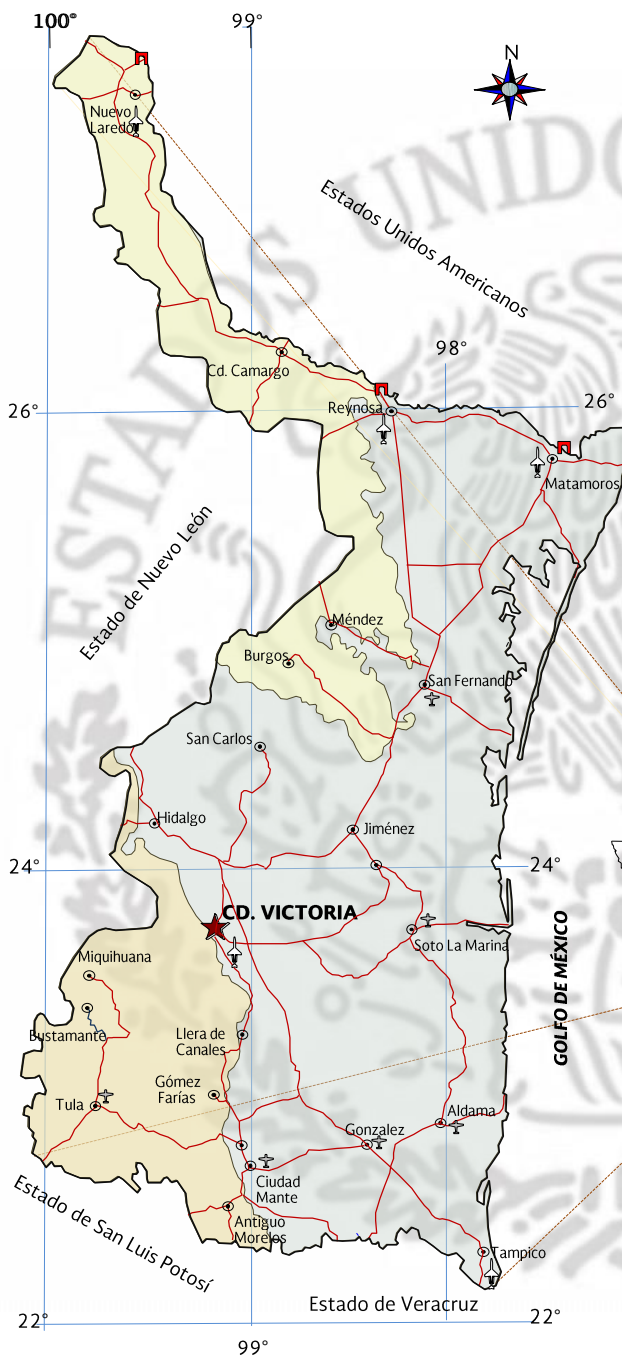 100°
99°
N
Nuevo
Laredo
Estados Unidos Americanos
ESTADOS UNIDO
98°
Cd. Camargo
Reynosa
26°
26°
Matamoros
Estado de Nuevo León
Méndez
Burgos
San Fernando
San Carlos
Hidalgo
Jiménez
24°
24°
CD. VICTORIA
Soto La Marina
GOLFO DE MÉXICO
Miquihuana
Bustamante
Llera de
Canales
Gómez
Farías
Tula
Aldama
Gonzalez
Ciudad
Mante
Estado de San Luis Potosí
Antiguo
Morelos
Tampico
Estado de Veracruz
22°
22°
99°